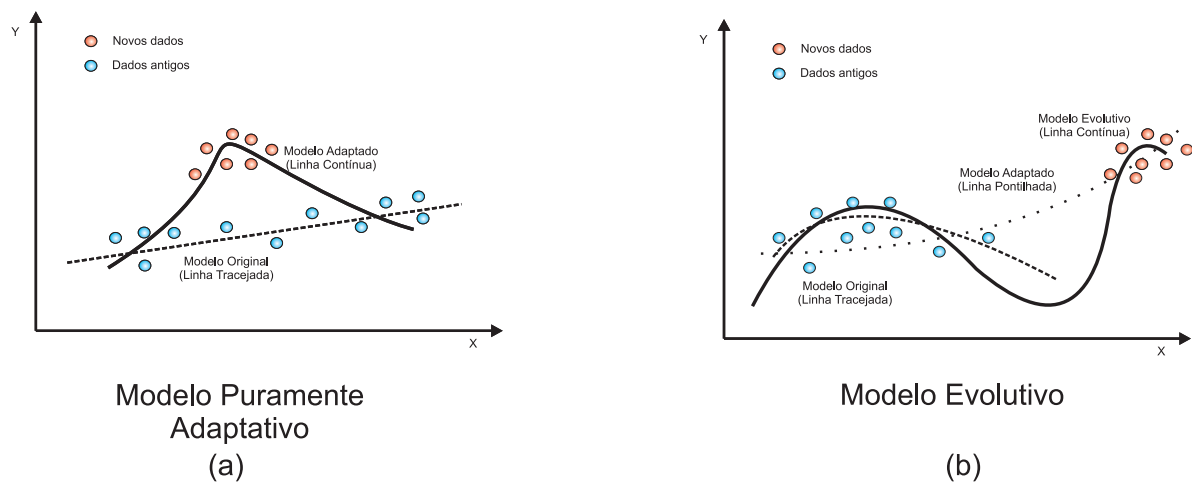 Y
Novos dados
Dados antigos
Modelo Adaptado
(Linha Contínua)
Modelo Original
(Linha Tracejada)
X
Modelo Puramente
Adaptativo
(a)
Y
Novos dados
Dados antigos
Modelo Evolutivo
(Linha Contínua)
Modelo Adaptado
(Linha Pontilhada)
Modelo Original
(Linha Tracejada)
X
Modelo Evolutivo
(b)